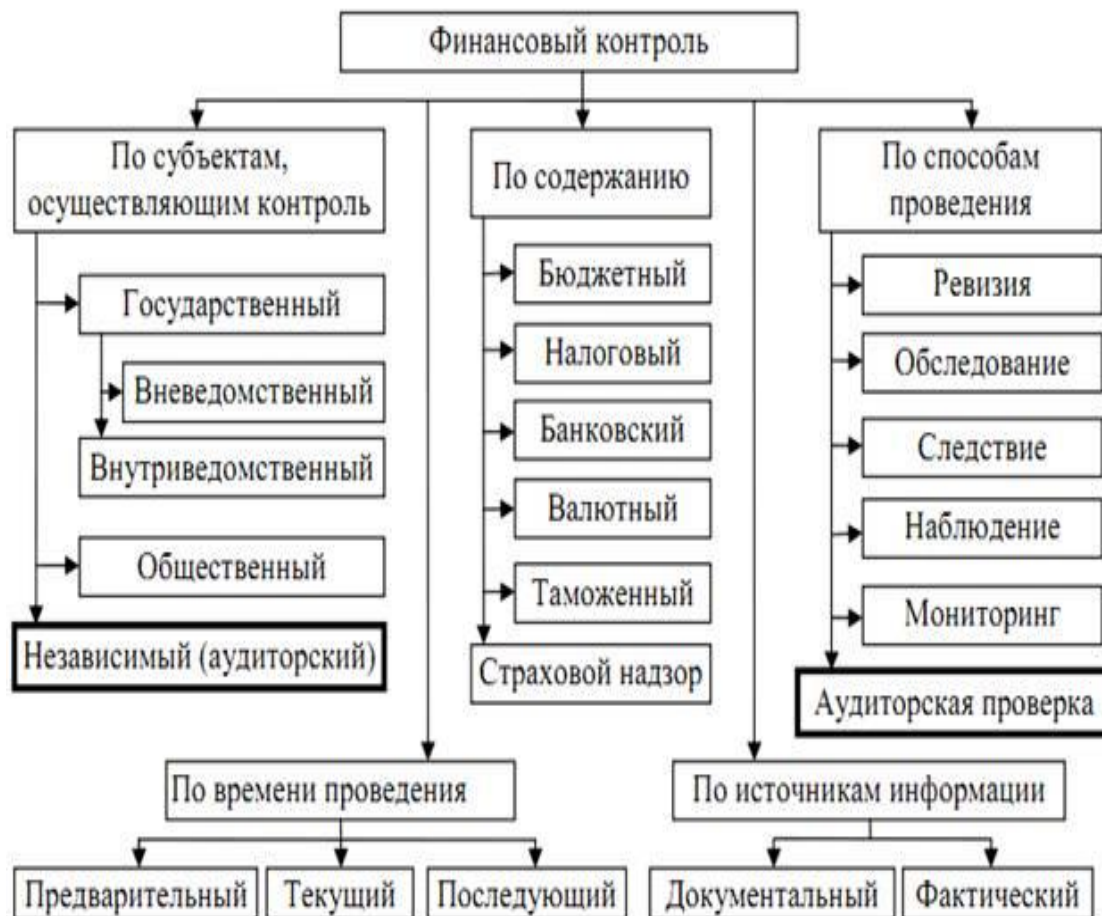 Финансовый контроль
По субъектам,
осуществляющим контроль
Государственный
Вневедомственный
Внутриведомственный
Общественный
Независимый (аудиторский)
По содержанию
Бюджетный
Налоговый
Банковский
Валютный
Таможенный
Страховой надзор
По способам
проведения
Ревизия
Обследование
Следствие
Наблюдение
Мониторинг
Аудиторская проверка
По времени проведения
Предварительный
Текущий
Последующий
По источникам информации
Документальный
Фактический